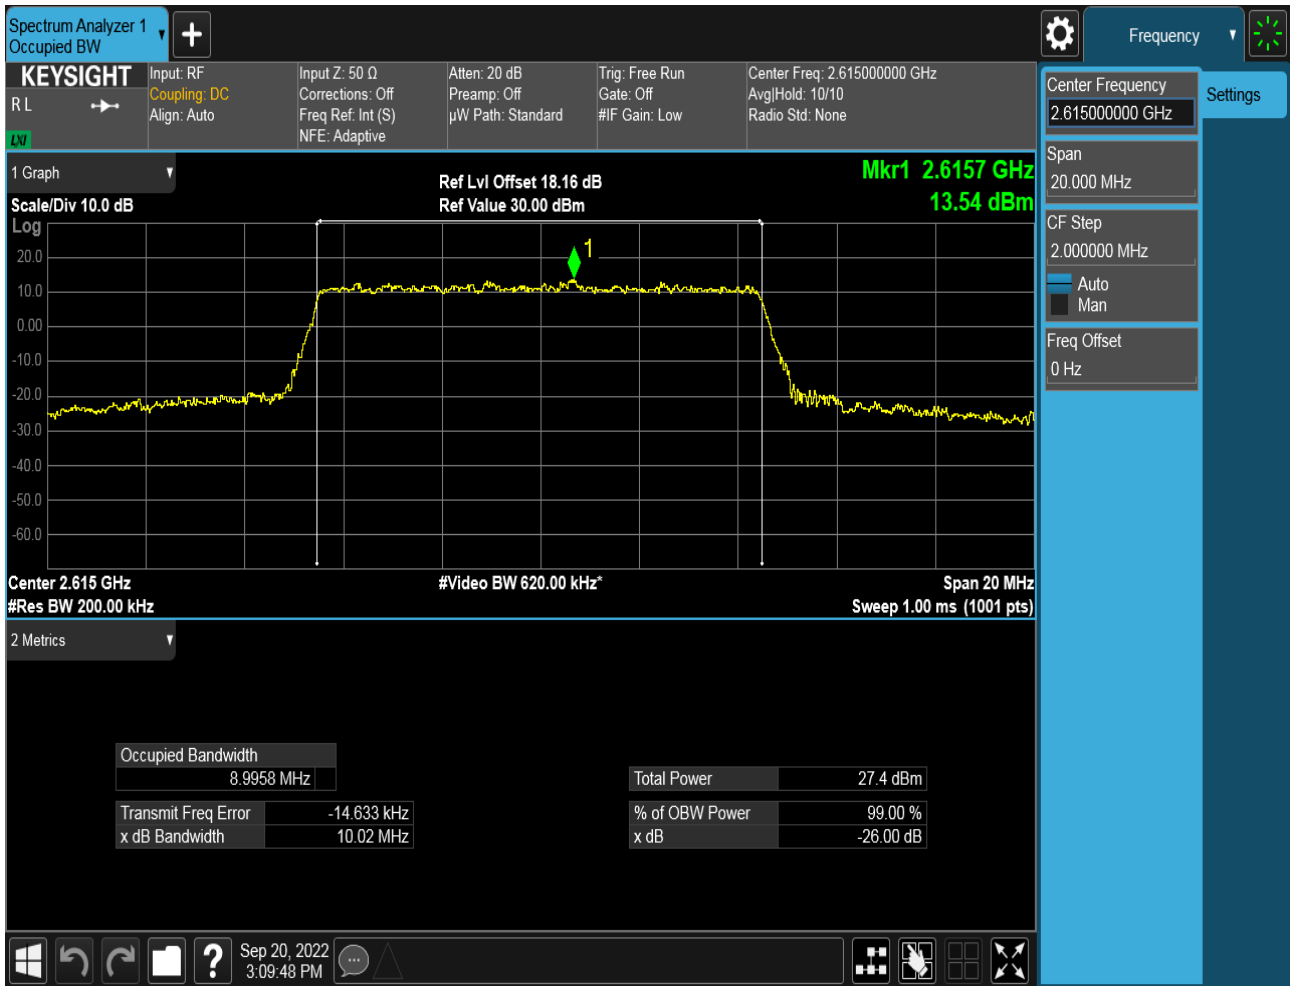 Spectrum Analyzer 1
Occupied BW
Frequency
KEYSIGHT
R L
LXI
Input: RF
Coupling: DC
Align: Auto
Input Z: 50 Ω
Corrections: Off
Freq Ref: Int (S)
NFE: Adaptive
Atten: 20 dB
Preamp: Off
µW Path: Standard
Trig: Free Run
Gate: Off
#IF Gain: Low
Center Freq: 2.615000000 GHz
Avg|Hold: 10/10
Radio Std: None
Center Frequency
2.615000000 GHz
Settings
Span
20.000 MHz
CF Step
2.000000 MHz
Auto
Man
Freq Offset
0 Hz
1 Graph
Scale/Div 10.0 dB
Ref Lvl Offset 18.16 dB
Ref Value 30.00 dBm
Mkr1 2.6157 GHz
13.54 dBm
Log
20.0
10.0
0.00
-10.0
-20.0
-30.0
-40.0
-50.0
-60.0
1
Center 2.615 GHz
#Video BW 620.00 kHz*
Span 20 MHz
#Res BW 200.00 kHz
Sweep 1.00 ms (1001 pts)
2 Metrics
Occupied Bandwidth
8.9958 MHz
Total Power 27.4 dBm
Transmit Freq Error -14.633 kHz
% of OBW Power 99.00 %
x dB Bandwidth 10.02 MHz
x dB -26.00 dB
?
Sep 20, 2022
3:09:48 PM